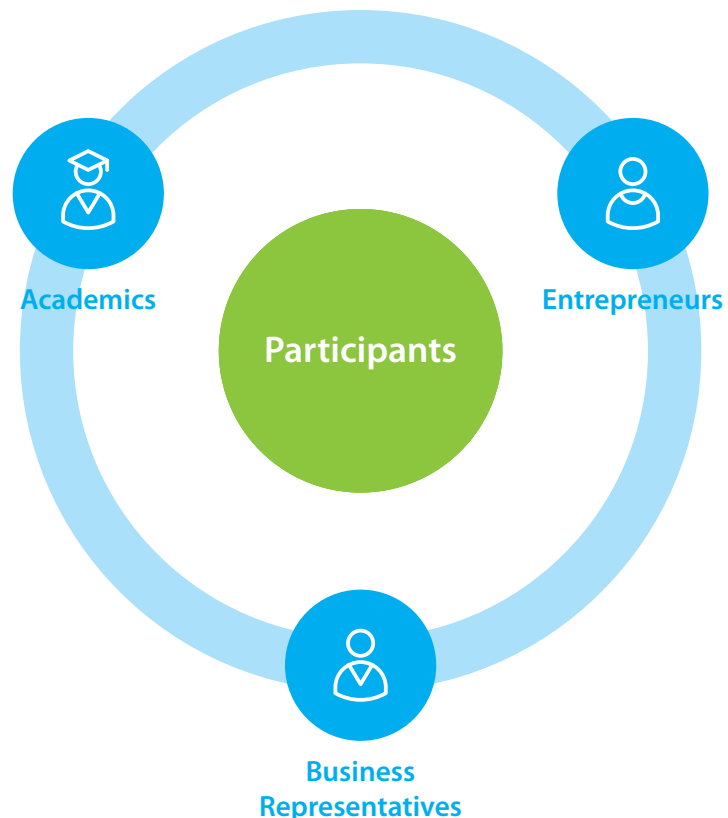 Academics
Entrepreneurs
Participants
Business
Representatives